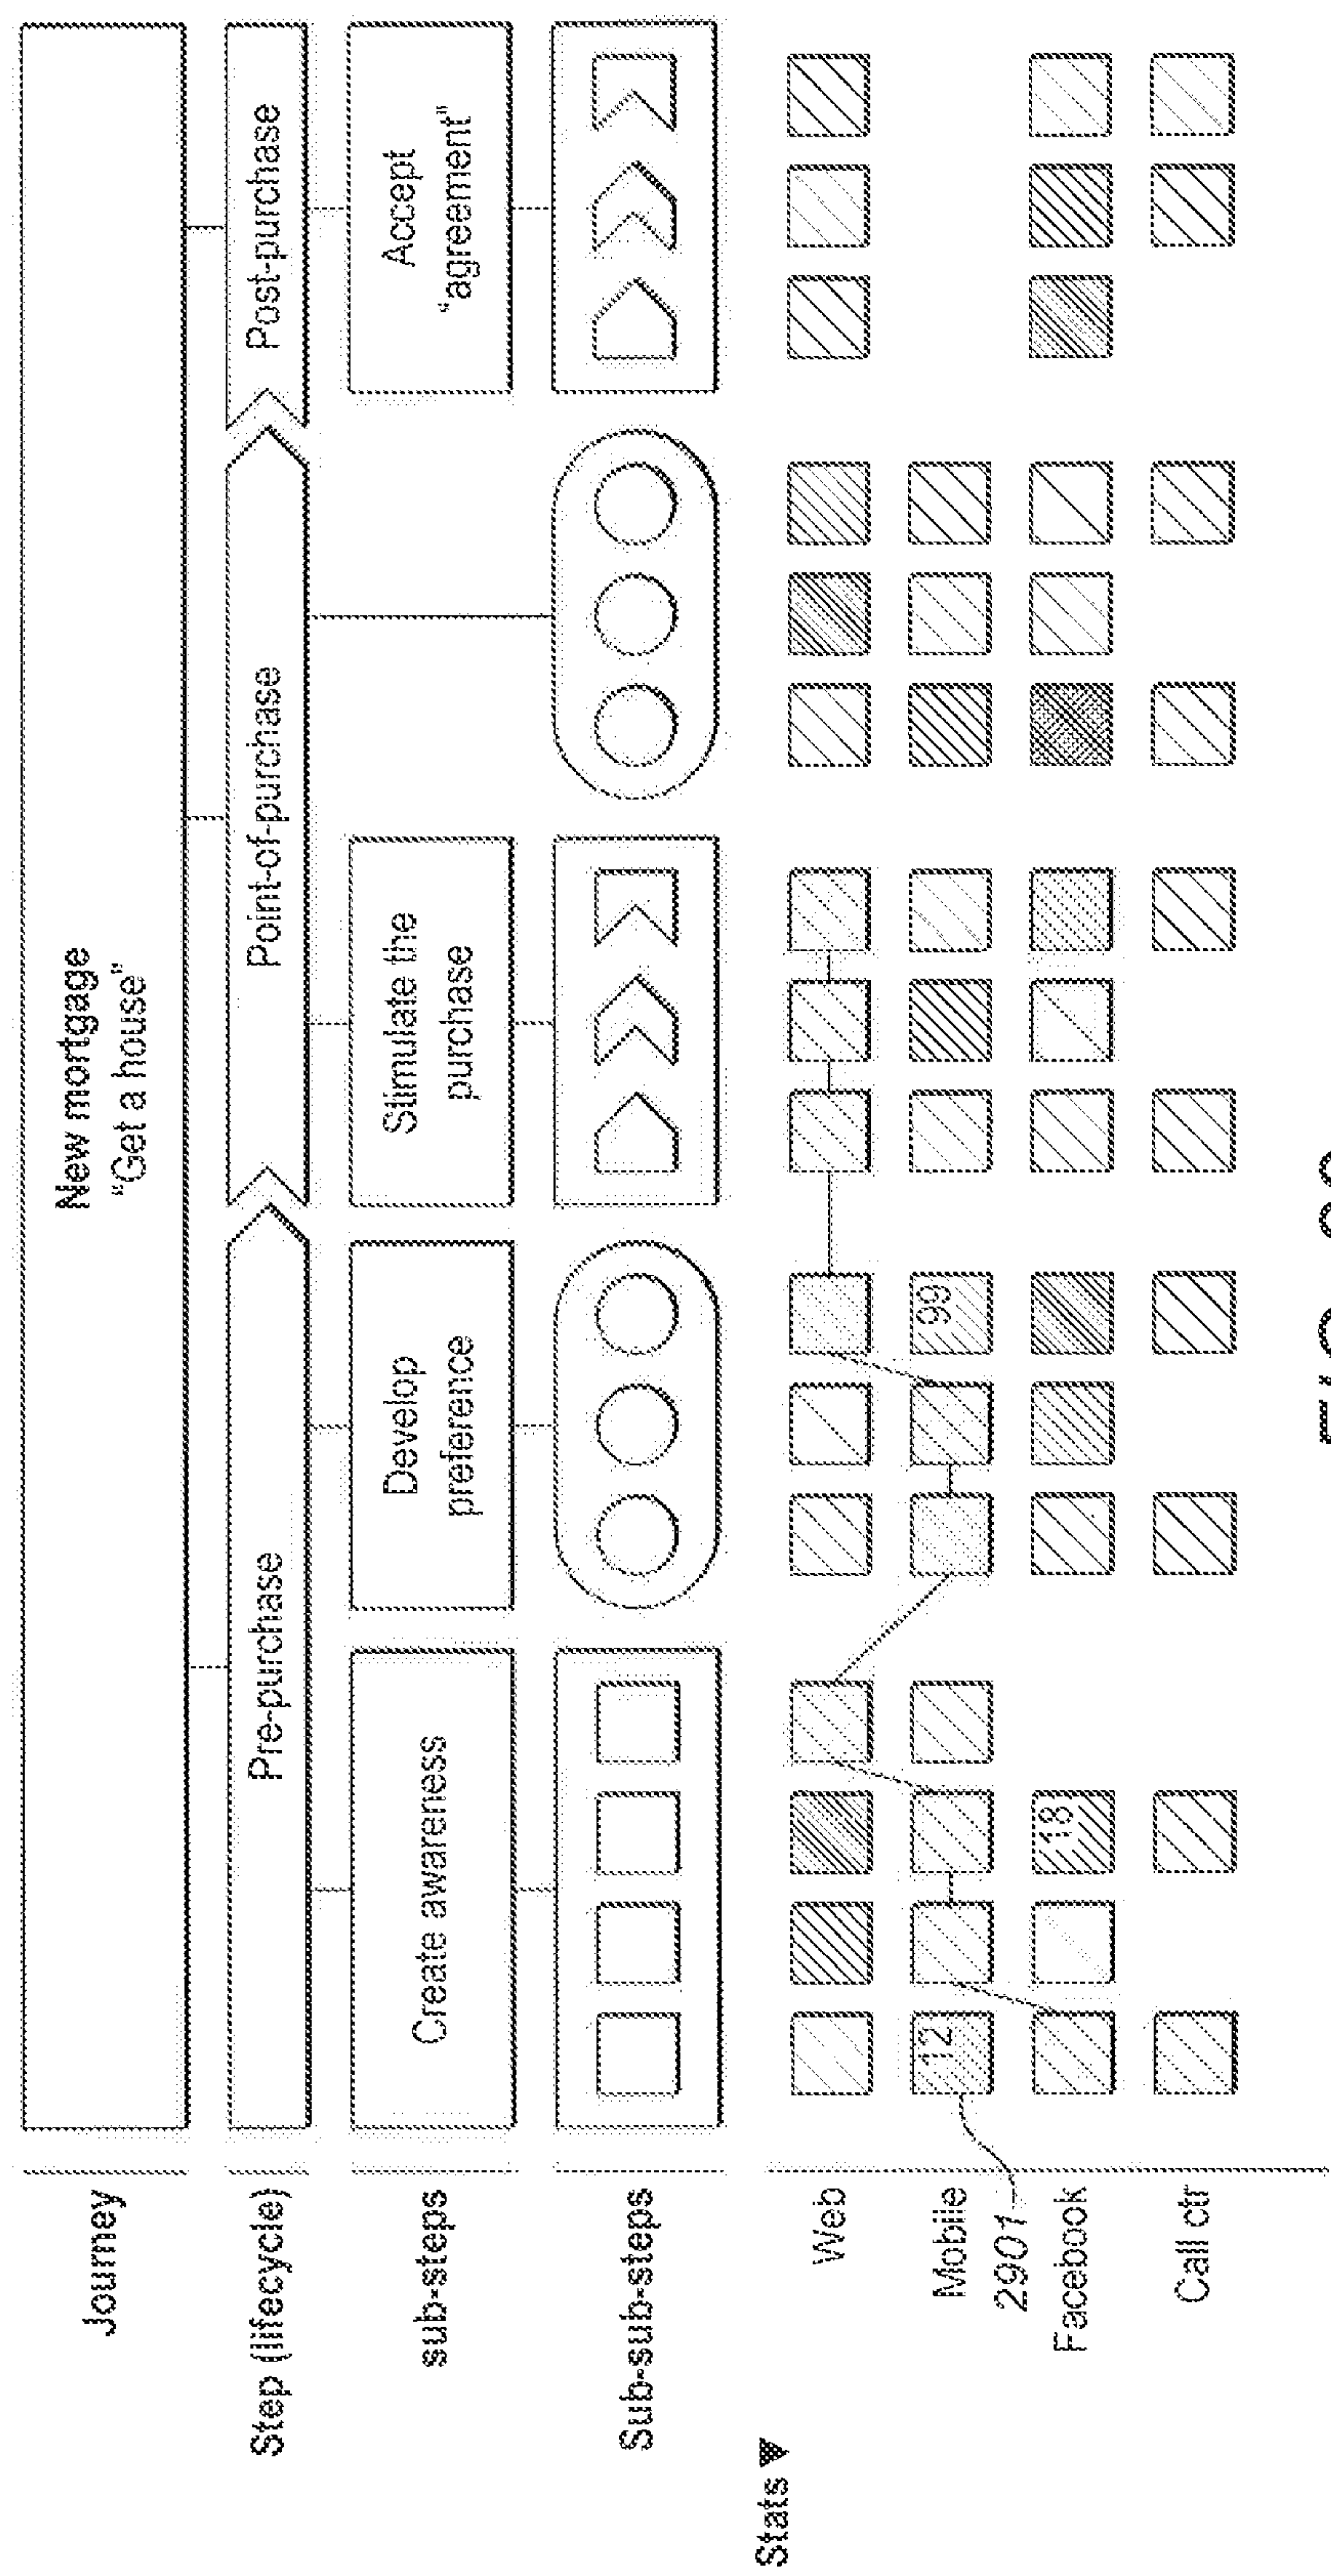 Journey
New mortgage
"Get a house"
Step (lifecycle)
Pre-purchase
Point-of-purchase
Post-purchase
sub-steps
Create awareness
Develop
preference
Stimulate the
purchase
Accept
"agreement"
Sub-sub-steps
Stats ▼
Web
Mobile
12
99
2901
Facebook
18
Call ctr